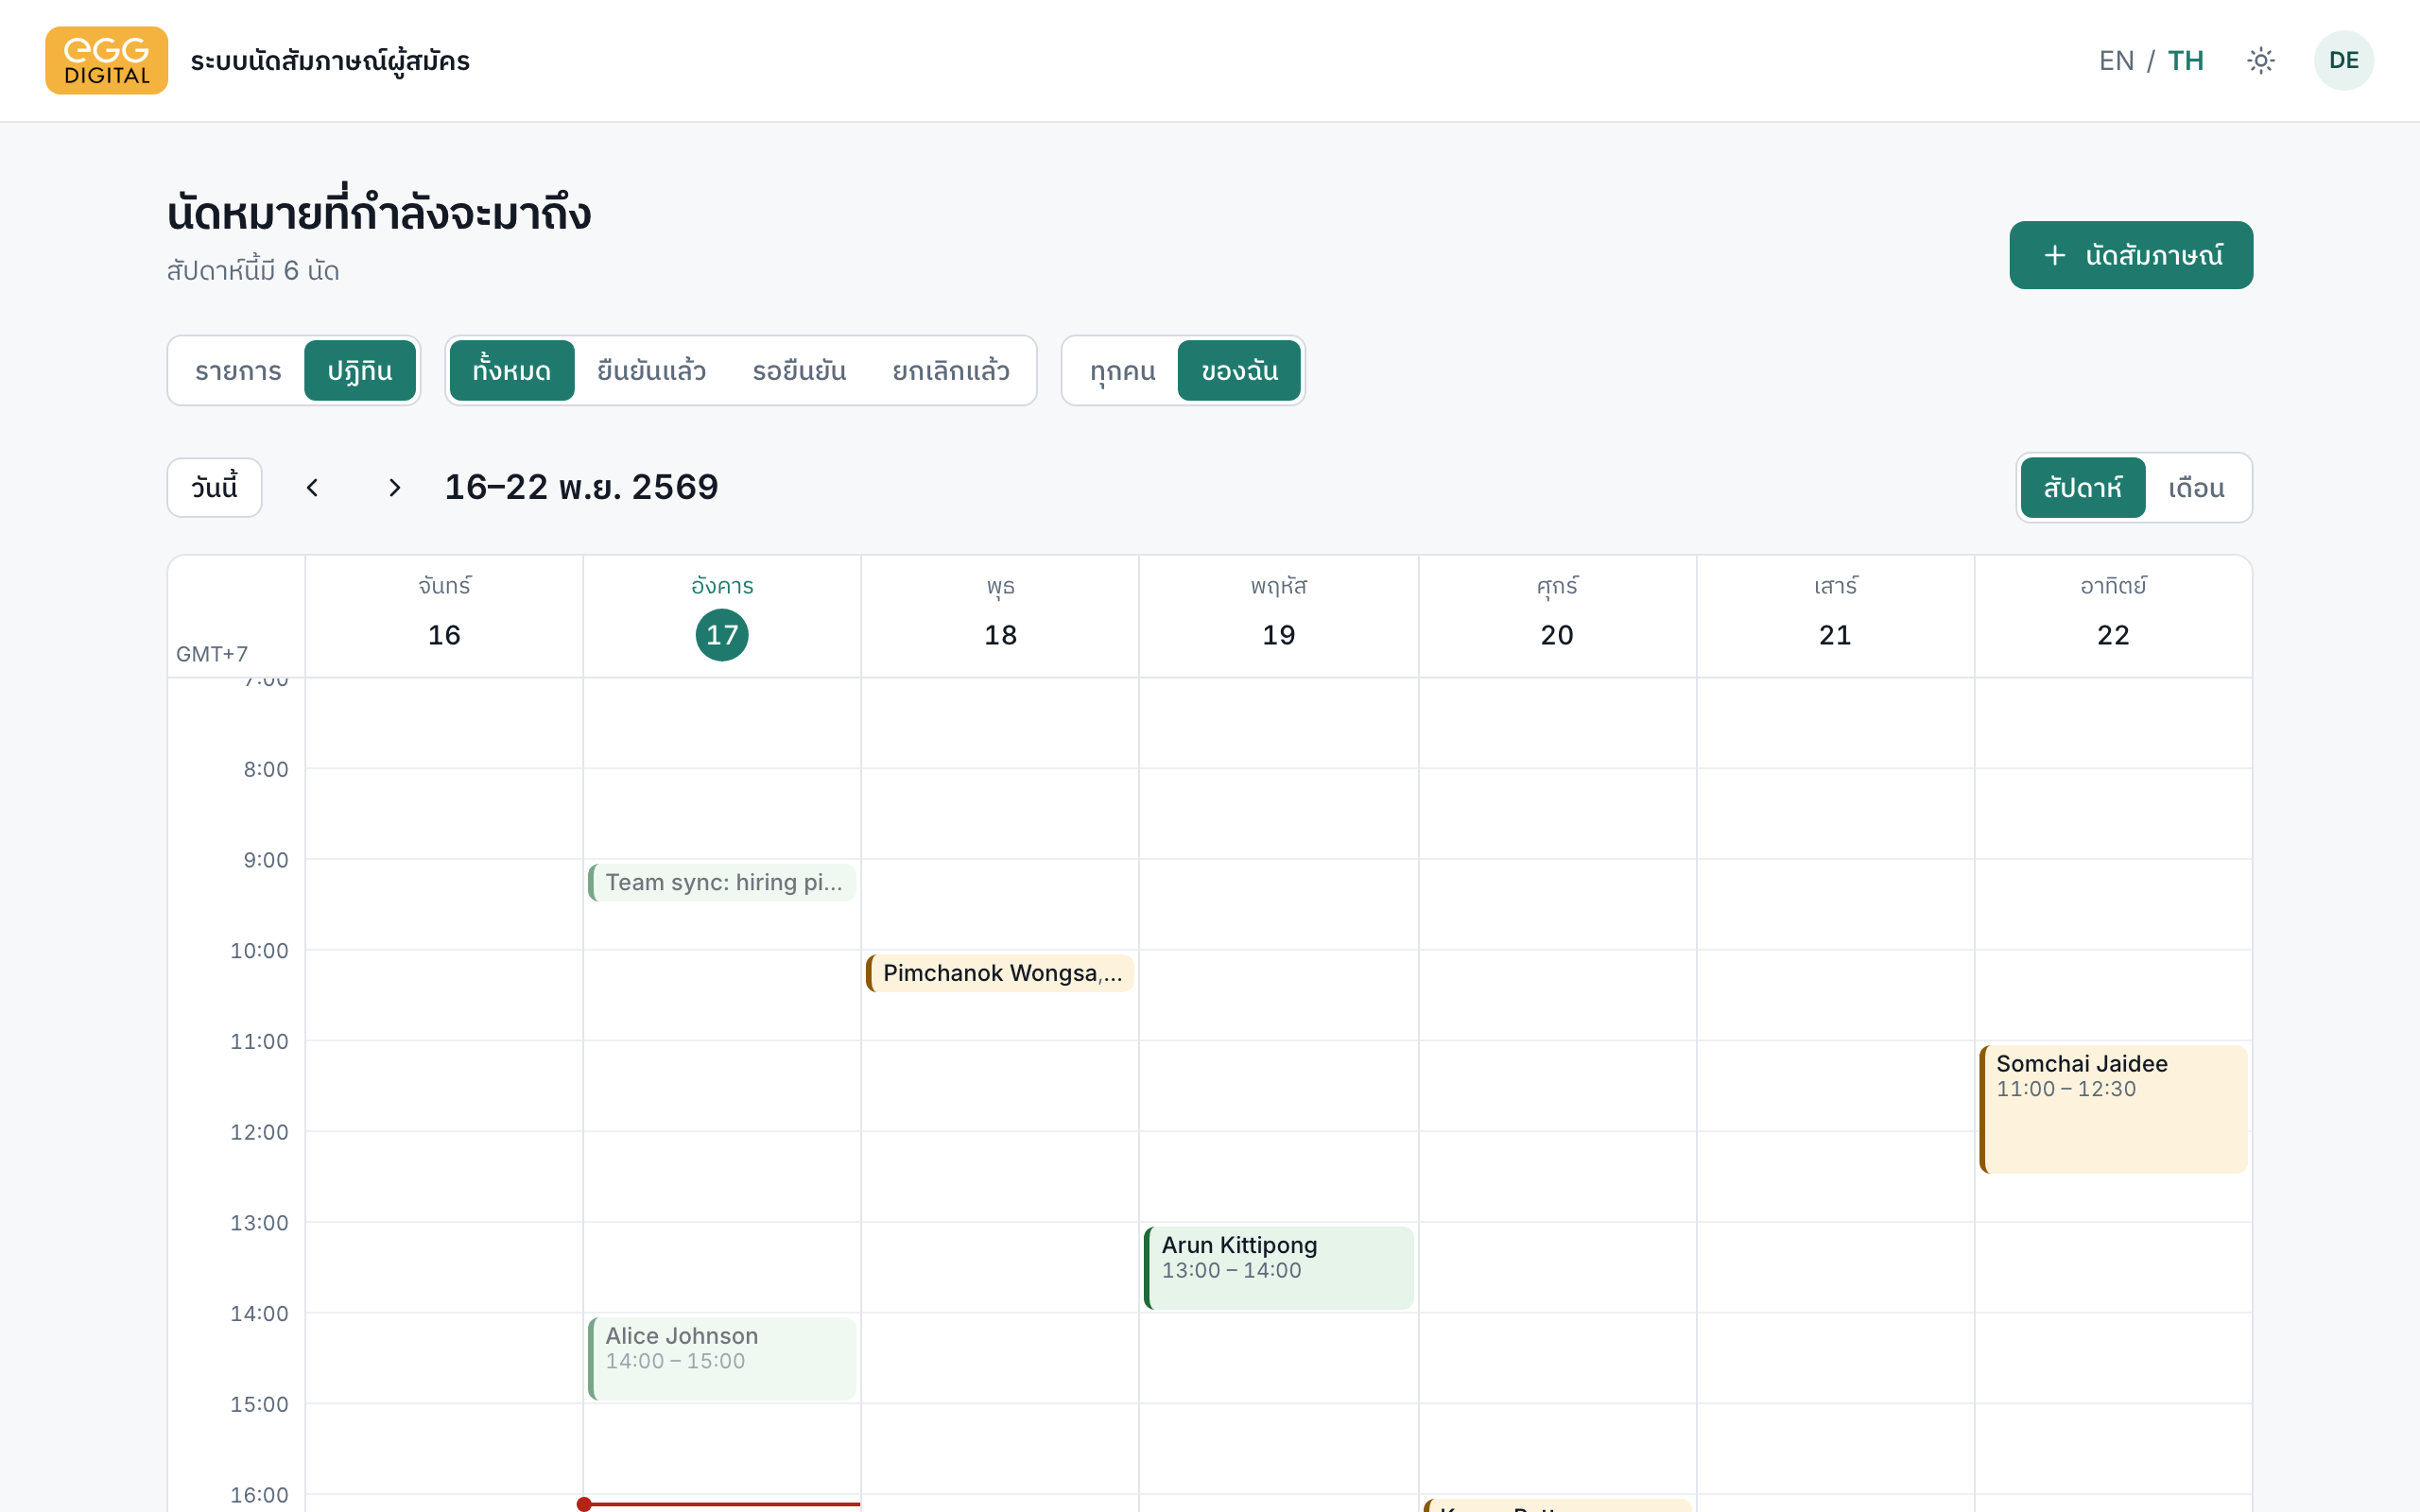 egg
DIGITAL
ระบบนัดสัมภาษณ์ผู้สมัคร
EN / TH
DE
นัดหมายที่กำลังจะมาถึง
สัปดาห์นี้มี 6 นัด
+ นัดสัมภาษณ์
รายการ ปฏิทิน ทั้งหมด ยืนยันแล้ว รอยืนยัน ยกเลิกแล้ว ทุกคน ของฉัน
วันนี้ 16–22 พ.ย. 2569 สัปดาห์ เดือน
จันทร์ อังคาร พุธ พฤหัส ศุกร์ เสาร์ อาทิตย์
16 17 18 19 20 21 22
GMT+7
7:00
8:00
9:00
Team sync: hiring pi...
10:00
Pimchanok Wongsa,...
11:00
Somchai Jaidee
11:00 – 12:30
12:00
13:00
Arun Kittipong
13:00 – 14:00
14:00
Alice Johnson
14:00 – 15:00
15:00
16:00